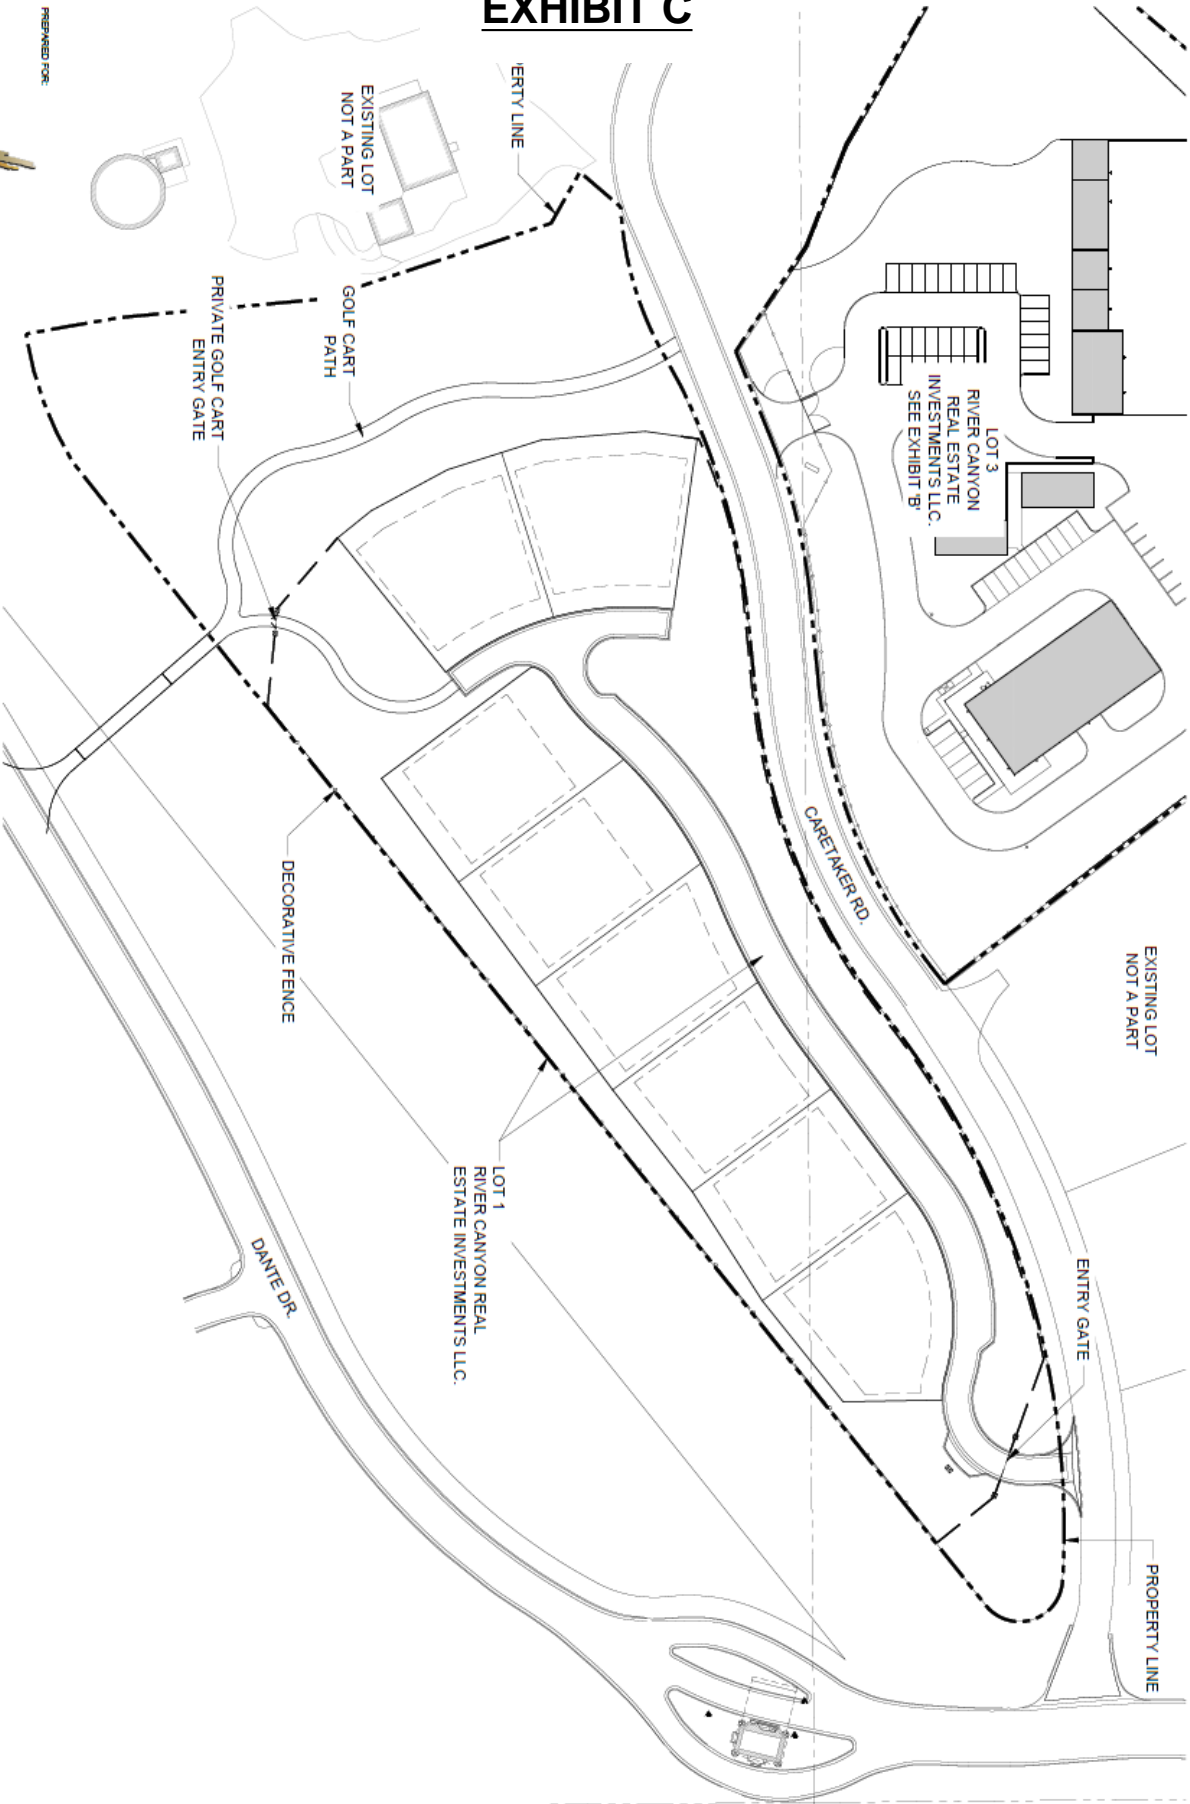 EXHIBIT C
PREPARED FOR:
ERTY LINE
EXISTING LOT
NOT A PART
GOLF CART
PATH
PRIVATE GOLF CART
ENTRY GATE
LOT 3
RIVER CANYON
REAL ESTATE
INVESTMENTS LLC.
SEE EXHIBIT 'B'
CARETAKER RD.
DECORATIVE FENCE
EXISTING LOT
NOT A PART
LOT 1
RIVER CANYON REAL
ESTATE INVESTMENTS LLC.
DANTE DR.
ENTRY GATE
PROPERTY LINE